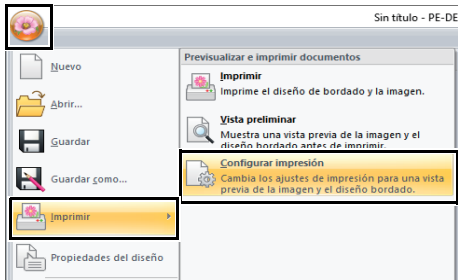 Sin título - PE-DE
Nuevo
Abrir...
Guardar
Guardar como...
Imprimir
Propiedades del diseño
Previsualizar e imprimir documentos
Imprimir
Imprime el diseño de bordado y la imagen.
Vista preliminar
Muestra una vista previa de la imagen y el
diseño bordado antes de imprimir.
Configurar impresión
Cambia los ajustes de impresión para una vista
previa de la imagen y el diseño bordado.